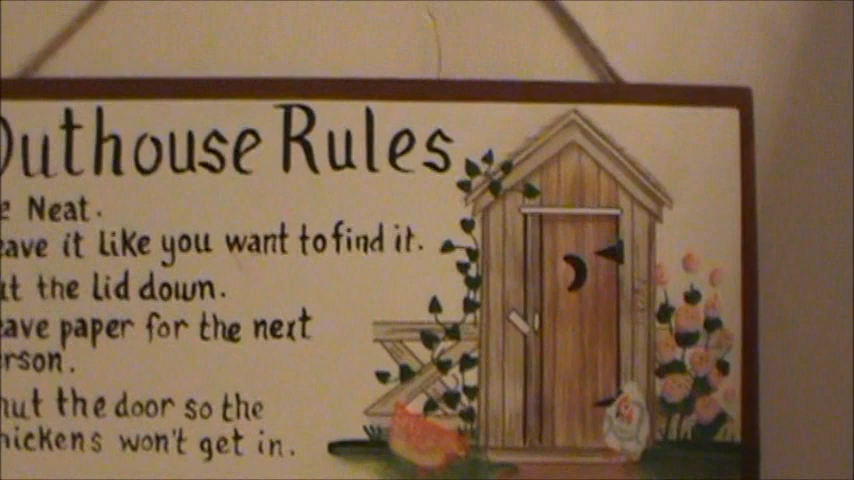 Outhouse Rules
e Neat.
eave it like you want to find it.
ut the lid down.
eave paper for the next
erson.
hut the door so the
hickens won't get in.